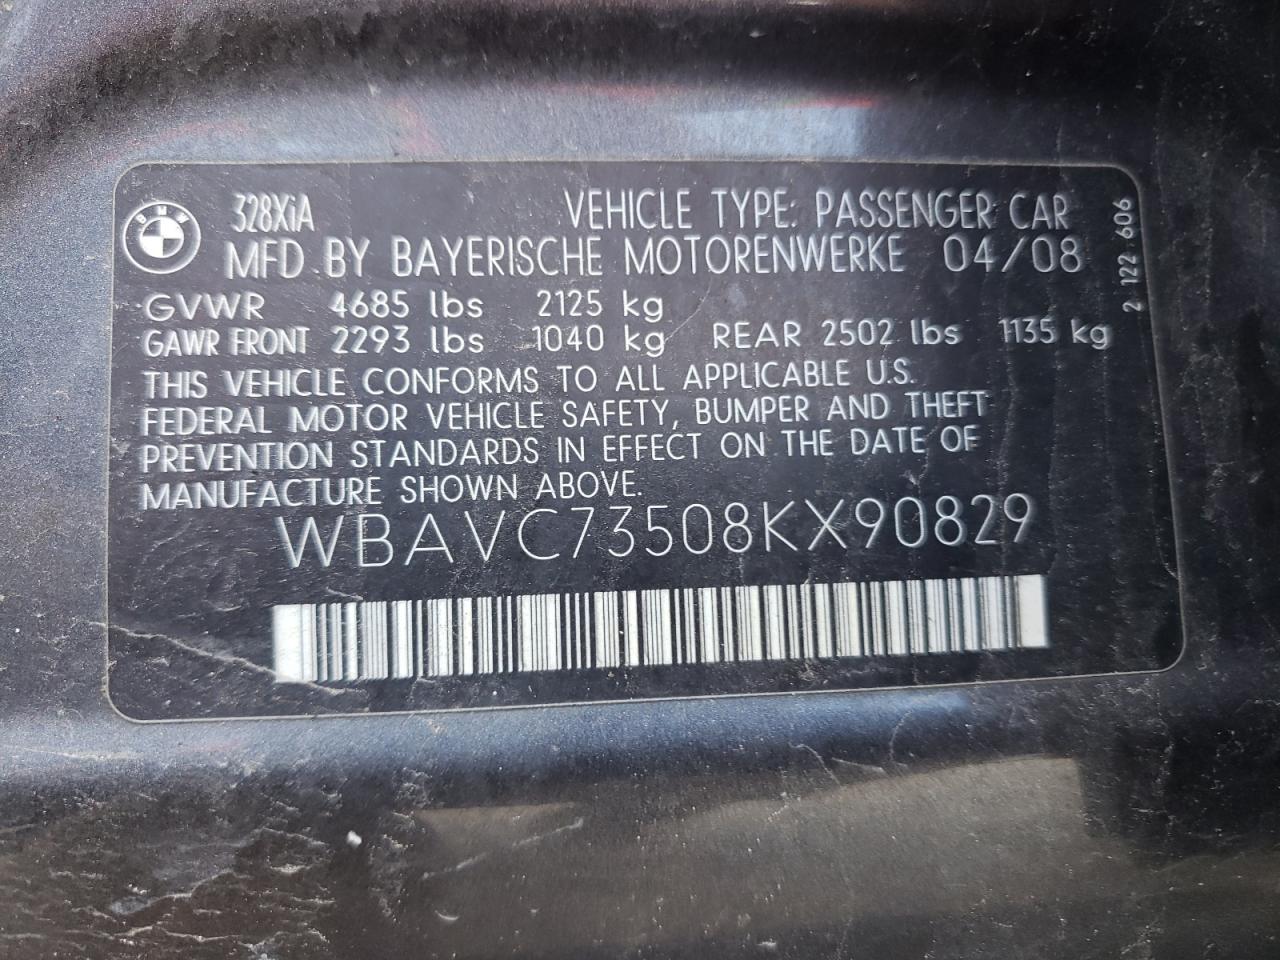 BMW
328XiA VEHICLE TYPE: PASSENGER CAR
MFD BY BAYERISCHE MOTORENWERKE 04/08
GVWR 4685 lbs 2125 kg
GAWR FRONT 2293 lbs 1040 kg REAR 2502 lbs 1135 kg
THIS VEHICLE CONFORMS TO ALL APPLICABLE U.S.
FEDERAL MOTOR VEHICLE SAFETY, BUMPER AND THEFT
PREVENTION STANDARDS IN EFFECT ON THE DATE OF
MANUFACTURE SHOWN ABOVE.
WBAVC73508KX90829
2 122 606